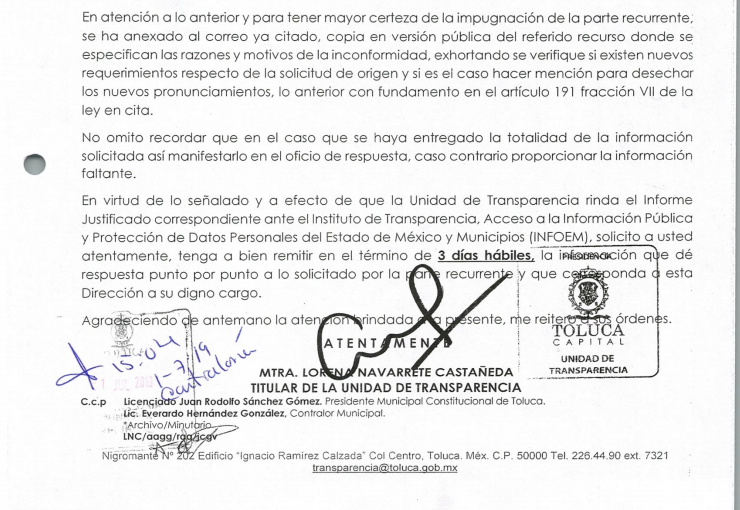 En atención a lo anterior y para tener mayor certeza de la impugnación de la parte recurrente,
se ha anexado al correo ya citado, copia en versión pública del referido recurso donde se
especifican las razones y motivos de la inconformidad, exhortando se verifique si existen nuevos
requerimientos respecto de la solicitud de origen y si es el caso hacer mención para desechar
los nuevos pronunciamientos, lo anterior con fundamento en el artículo 191 fracción VII de la
ley en cita.
No omito recordar que en el caso que se haya entregado la totalidad de la información
solicitada así manifestarlo en el oficio de respuesta, caso contrario proporcionar la información
faltante.
En virtud de lo señalado y a efecto de que la Unidad de Transparencia rinda el Informe
Justificado correspondiente ante el Instituto de Transparencia, Acceso a la Información Pública
y Protección de Datos Personales del Estado de México y Municipios (INFOEM), solicito a usted
atentamente, tenga a bien remitir en el término de 3 días hábiles, la información que dé
respuesta punto por punto a lo solicitado por la parte recurrente y que corresponda a esta
Dirección a su digno cargo.
Agradeciendo de antemano la atención brindada a la presente, me reitero a sus órdenes.
PRESIDENCIA
TOLUCA
CAPITAL
UNIDAD DE
TRANSPARENCIA
ATENTAMENTE
15:04
1-7/19
Contraloría
MTRA. LORENA NAVARRETE CASTAÑEDA
TITULAR DE LA UNIDAD DE TRANSPARENCIA
C.c.p Licenciado Juan Rodolfo Sánchez Gómez. Presidente Municipal Constitucional de Toluca.
Lic. Everardo Hernández González, Contralor Municipal.
*Archivo/Minutario
LNC/aagg/rgg/jcgv
Nigromante N° 202 Edificio "Ignacio Ramírez Calzada" Col Centro, Toluca. Méx. C.P. 50000 Tel. 226.44.90 ext. 7321
transparencia@toluca.gob.mx